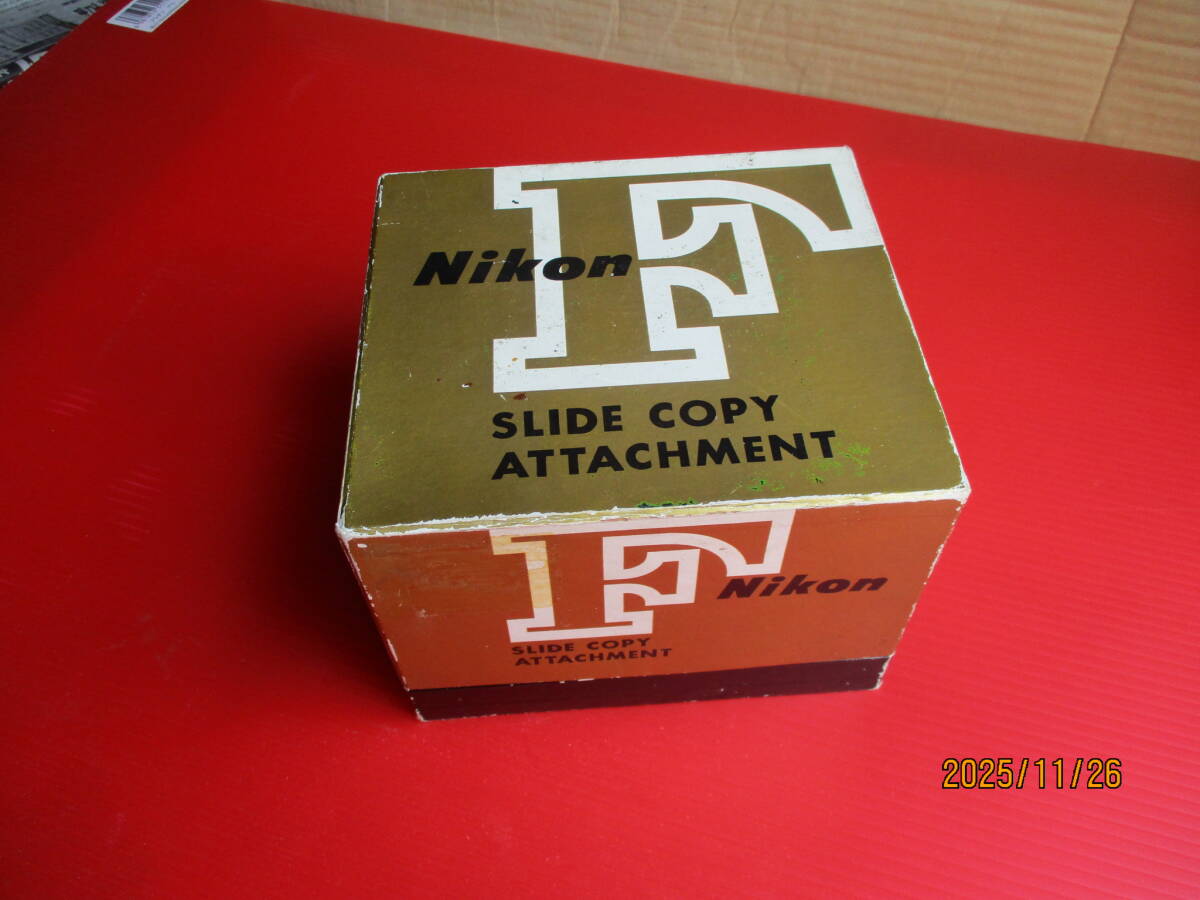 F
Nikon
SLIDE COPY
ATTACHMENT
F
Nikon
SLIDE COPY
ATTACHMENT
2025/11/26